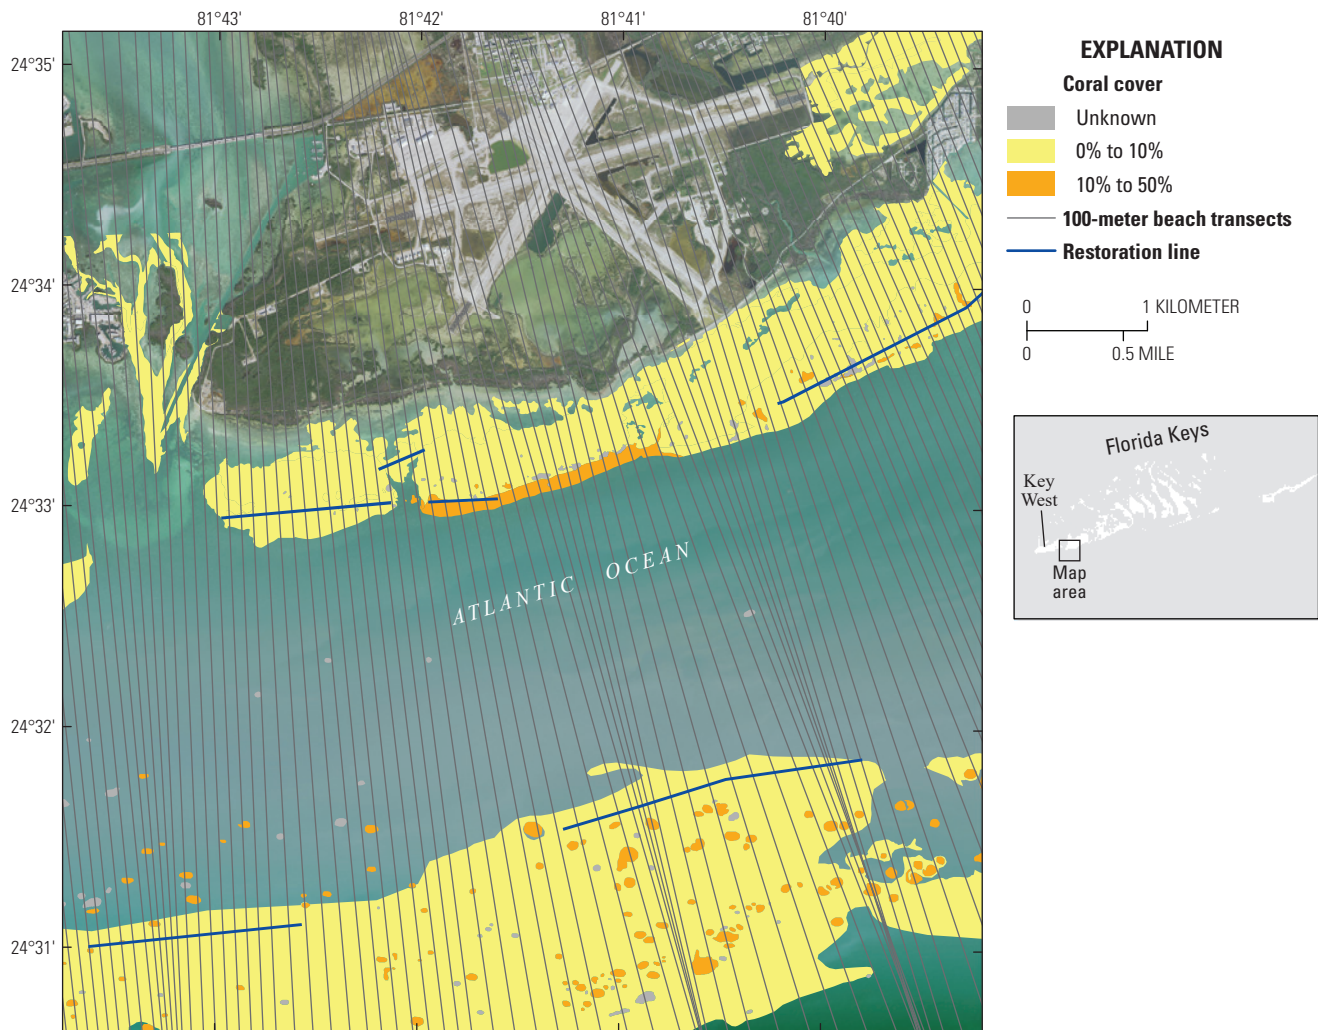 81°43'
81°42'
81°41'
81°40'
24°35'
24°34'
24°33'
24°32'
24°31'
ATLANTIC OCEAN
EXPLANATION
Coral cover
Unknown
0% to 10%
10% to 50%
100-meter beach transects
Restoration line
0 1 KILOMETER
0 0.5 MILE
Florida Keys
Key
West
Map
area